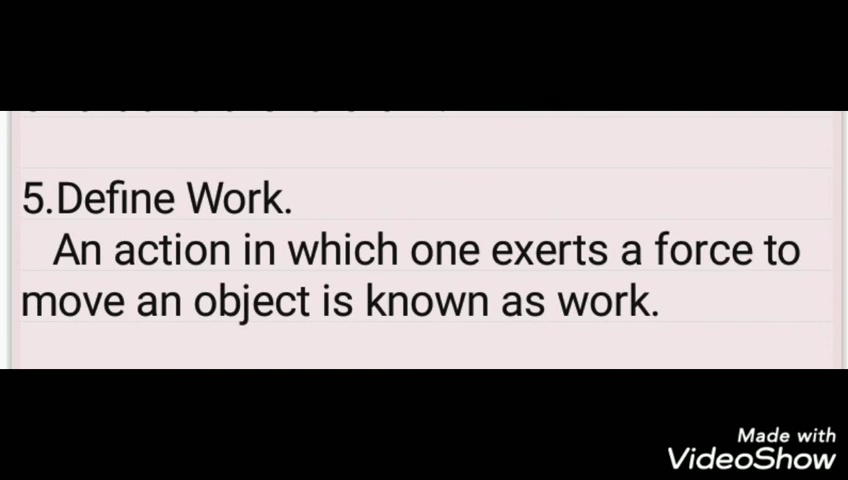 5.Define Work.
An action in which one exerts a force to
move an object is known as work.
Made with
VideoShow